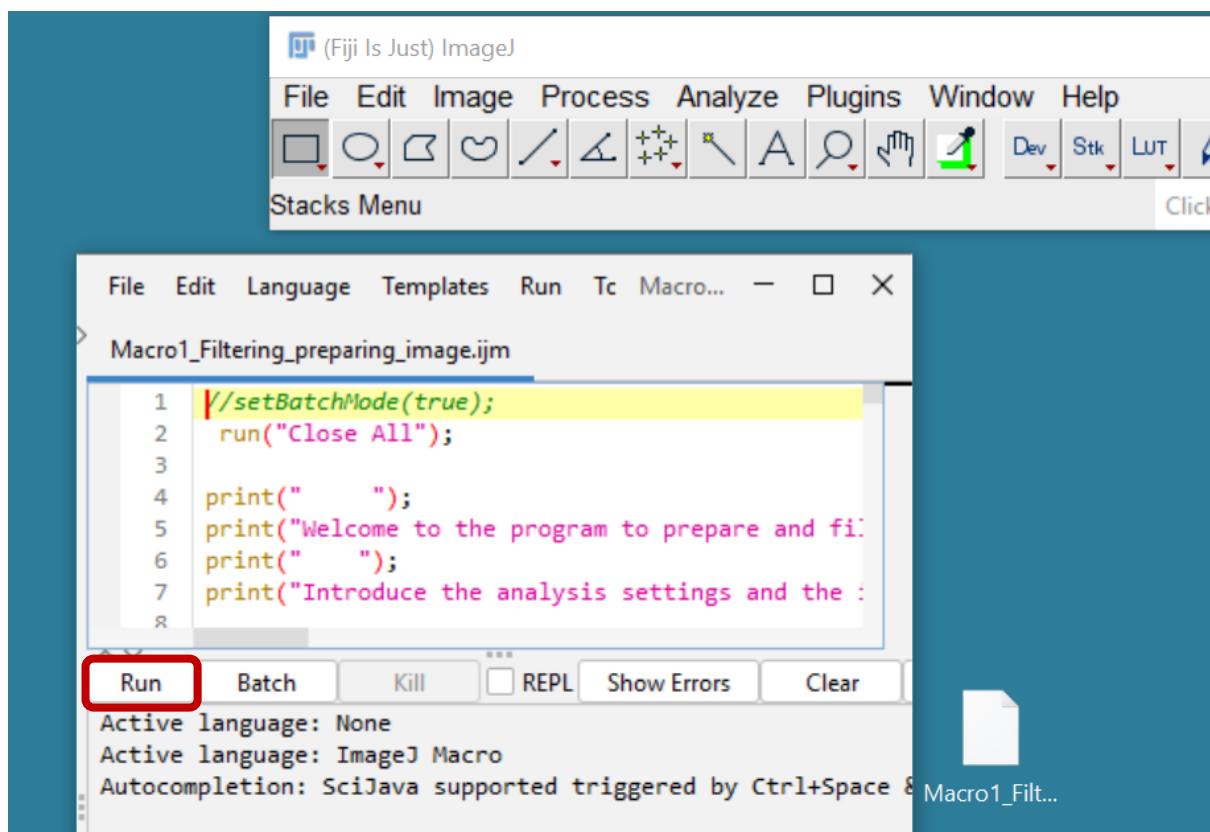 (Fiji Is Just) ImageJ
File Edit Image Process Analyze Plugins Window Help
Dev Stk LUT
Stacks Menu
Click
File Edit Language Templates Run Tc Macro...
Macro1_Filtering_preparing_image.ijm
1 //setBatchMode(true);
2 run("Close All");
3
4 print("     ");
5 print("Welcome to the program to prepare and fil
6 print("    ");
7 print("Introduce the analysis settings and the i
8
Run Batch Kill REPL Show Errors Clear
Active language: None
Active language: ImageJ Macro
Autocompletion: SciJava supported triggered by Ctrl+Space &
Macro1_Filt...